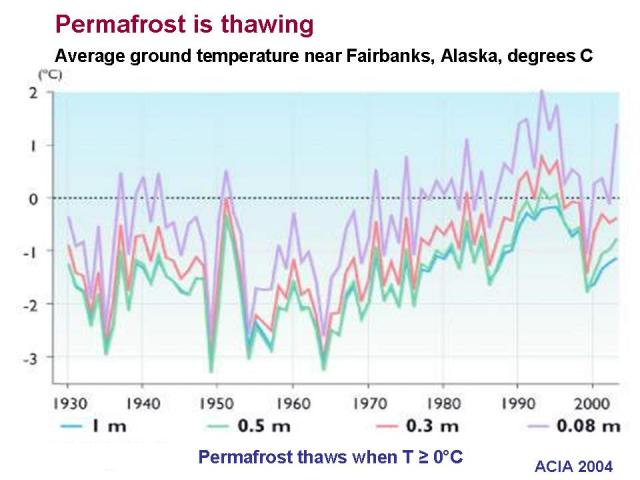 Permafrost is thawing
Average ground temperature near Fairbanks, Alaska, degrees C
(°C)
2
1
0
-1
-2
-3
1930 1940 1950 1960 1970 1980 1990 2000
1 m 0.5 m 0.3 m 0.08 m
Permafrost thaws when T ≥ 0°C
ACIA 2004